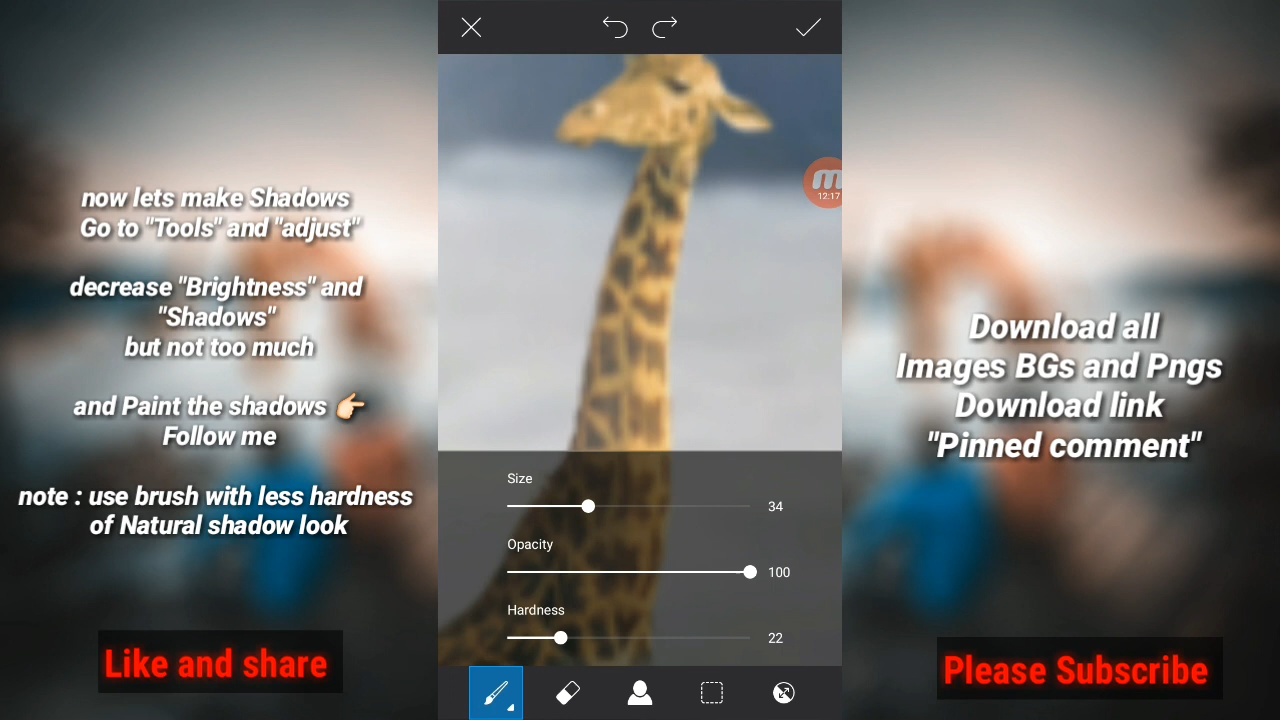 now lets make Shadows
Go to "Tools" and "adjust"
decrease "Brightness" and
"Shadows"
but not too much
and Paint the shadows 👉🏻
Follow me
note : use brush with less hardness
of Natural shadow look
Like and share
12:17
Size
34
Opacity
100
Hardness
22
Download all
Images BGs and Pngs
Download link
"Pinned comment"
Please Subscribe